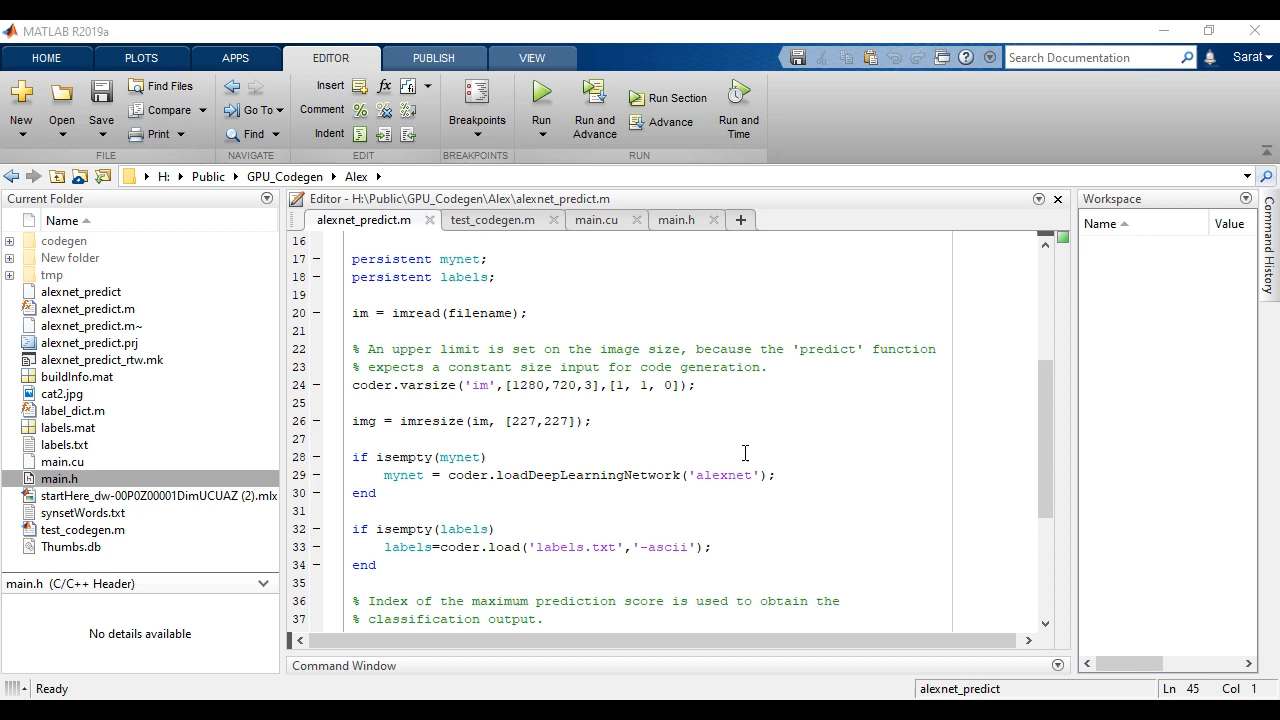 MATLAB R2019a
HOME PLOTS APPS EDITOR PUBLISH VIEW Search Documentation Sarat
New Open Save Find Files Compare Print
Go To Find
Insert fx
Comment % % %
Indent
Breakpoints
Run Run and Advance Run Section Advance Run and Time
FILE NAVIGATE EDIT BREAKPOINTS RUN
H: Public GPU_Codegen Alex
Current Folder
Name
codegen
New folder
tmp
alexnet_predict
alexnet_predict.m
alexnet_predict.m~
alexnet_predict.prj
alexnet_predict_rtw.mk
buildInfo.mat
cat2.jpg
label_dict.m
labels.mat
labels.txt
main.cu
main.h
startHere_dw-00P0Z00001DimUCUAZ (2).mlx
synsetWords.txt
test_codegen.m
Thumbs.db
main.h (C/C++ Header)
No details available
Editor - H:\Public\GPU_Codegen\Alex\alexnet_predict.m
alexnet_predict.m test_codegen.m main.cu main.h +
16
17 – persistent mynet;
18 – persistent labels;
19
20 – im = imread(filename);
21
22 % An upper limit is set on the image size, because the 'predict' function
23 % expects a constant size input for code generation.
24 – coder.varsize('im',[1280,720,3],[1, 1, 0]);
25
26 – img = imresize(im, [227,227]);
27
28 – if isempty(mynet)
29 – mynet = coder.loadDeepLearningNetwork('alexnet');
30 – end
31
32 – if isempty(labels)
33 – labels=coder.load('labels.txt','-ascii');
34 – end
35
36 % Index of the maximum prediction score is used to obtain the
37 % classification output.
Command Window
Workspace
Name Value
Command History
Ready
alexnet_predict Ln 45 Col 1